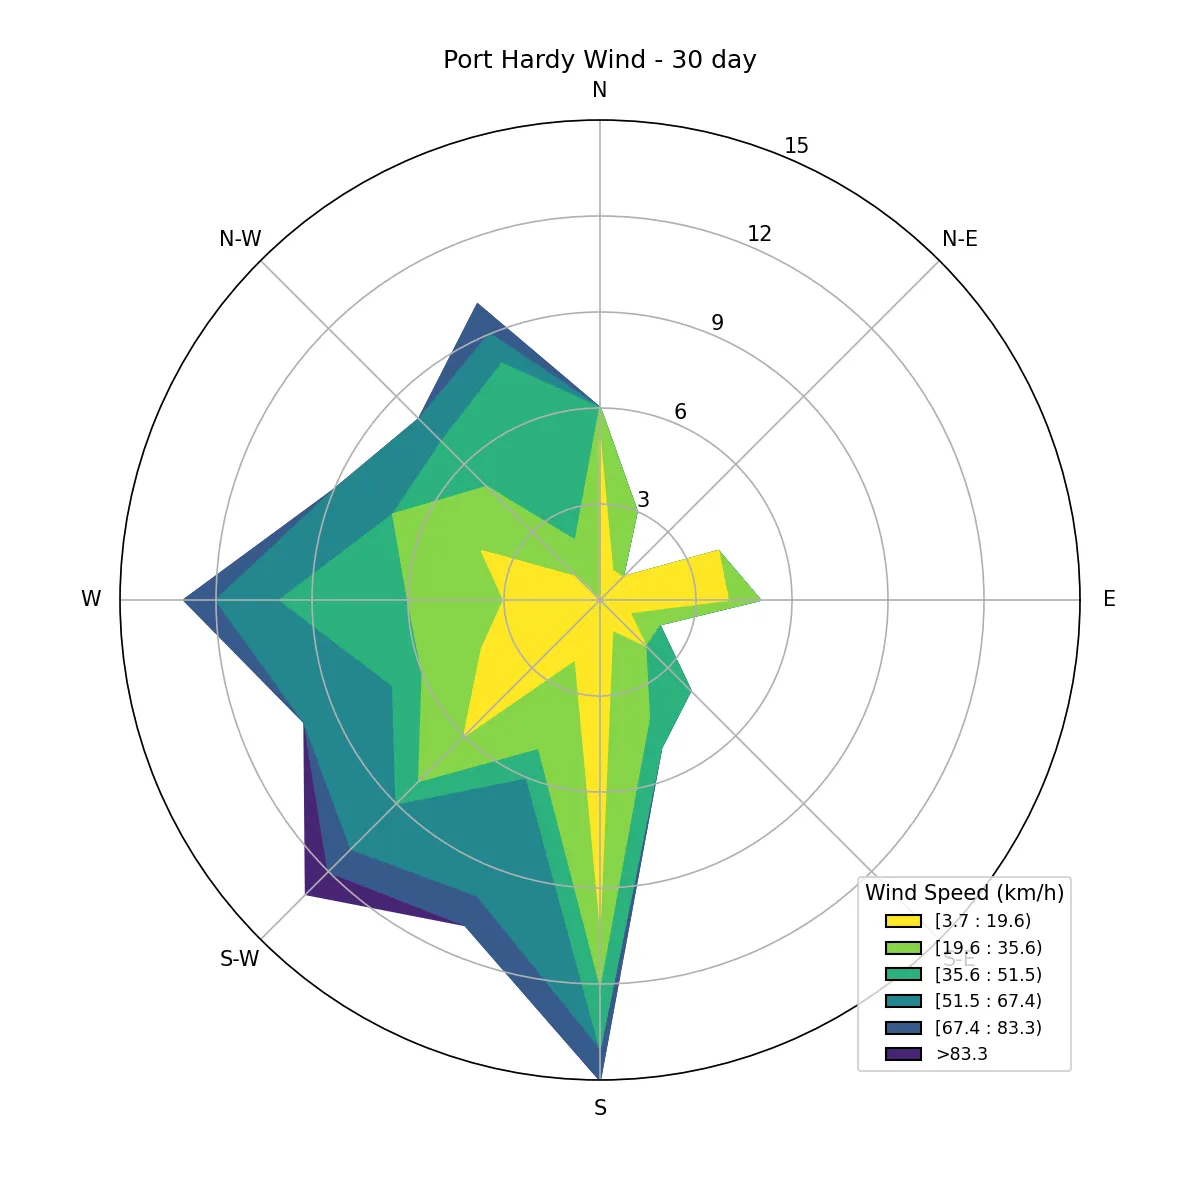 Port Hardy Wind - 30 day
N
15
N-W
12
N-E
9
6
3
W
E
S-W
S-E
S
Wind Speed (km/h)
[3.7 : 19.6)
[19.6 : 35.6)
[35.6 : 51.5)
[51.5 : 67.4)
[67.4 : 83.3)
>83.3